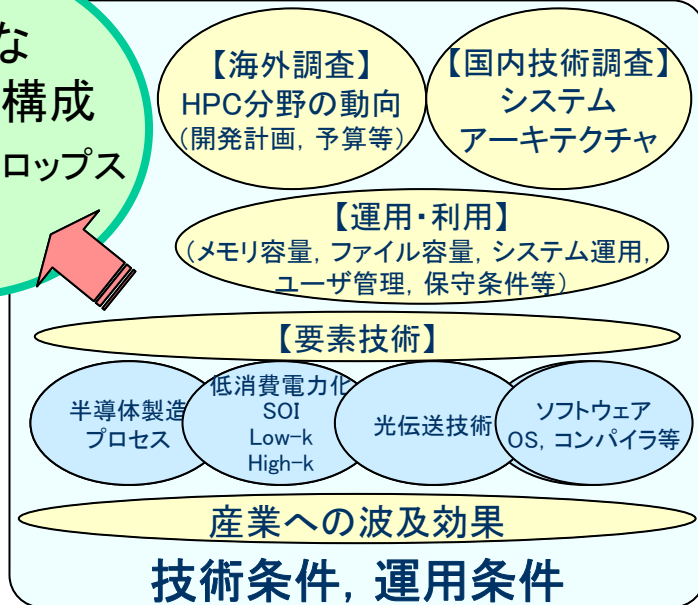 な
構成
ロップス
【海外調査】
HPC分野の動向
(開発計画, 予算等)
【国内技術調査】
システム
アーキテクチャ
【運用・利用】
(メモリ容量, ファイル容量, システム運用,
ユーザ管理, 保守条件等)
【要素技術】
半導体製造
プロセス
低消費電力化
SOI
Low-k
High-k
光伝送技術
ソフトウェア
OS, コンパイラ等
産業への波及効果
技術条件, 運用条件